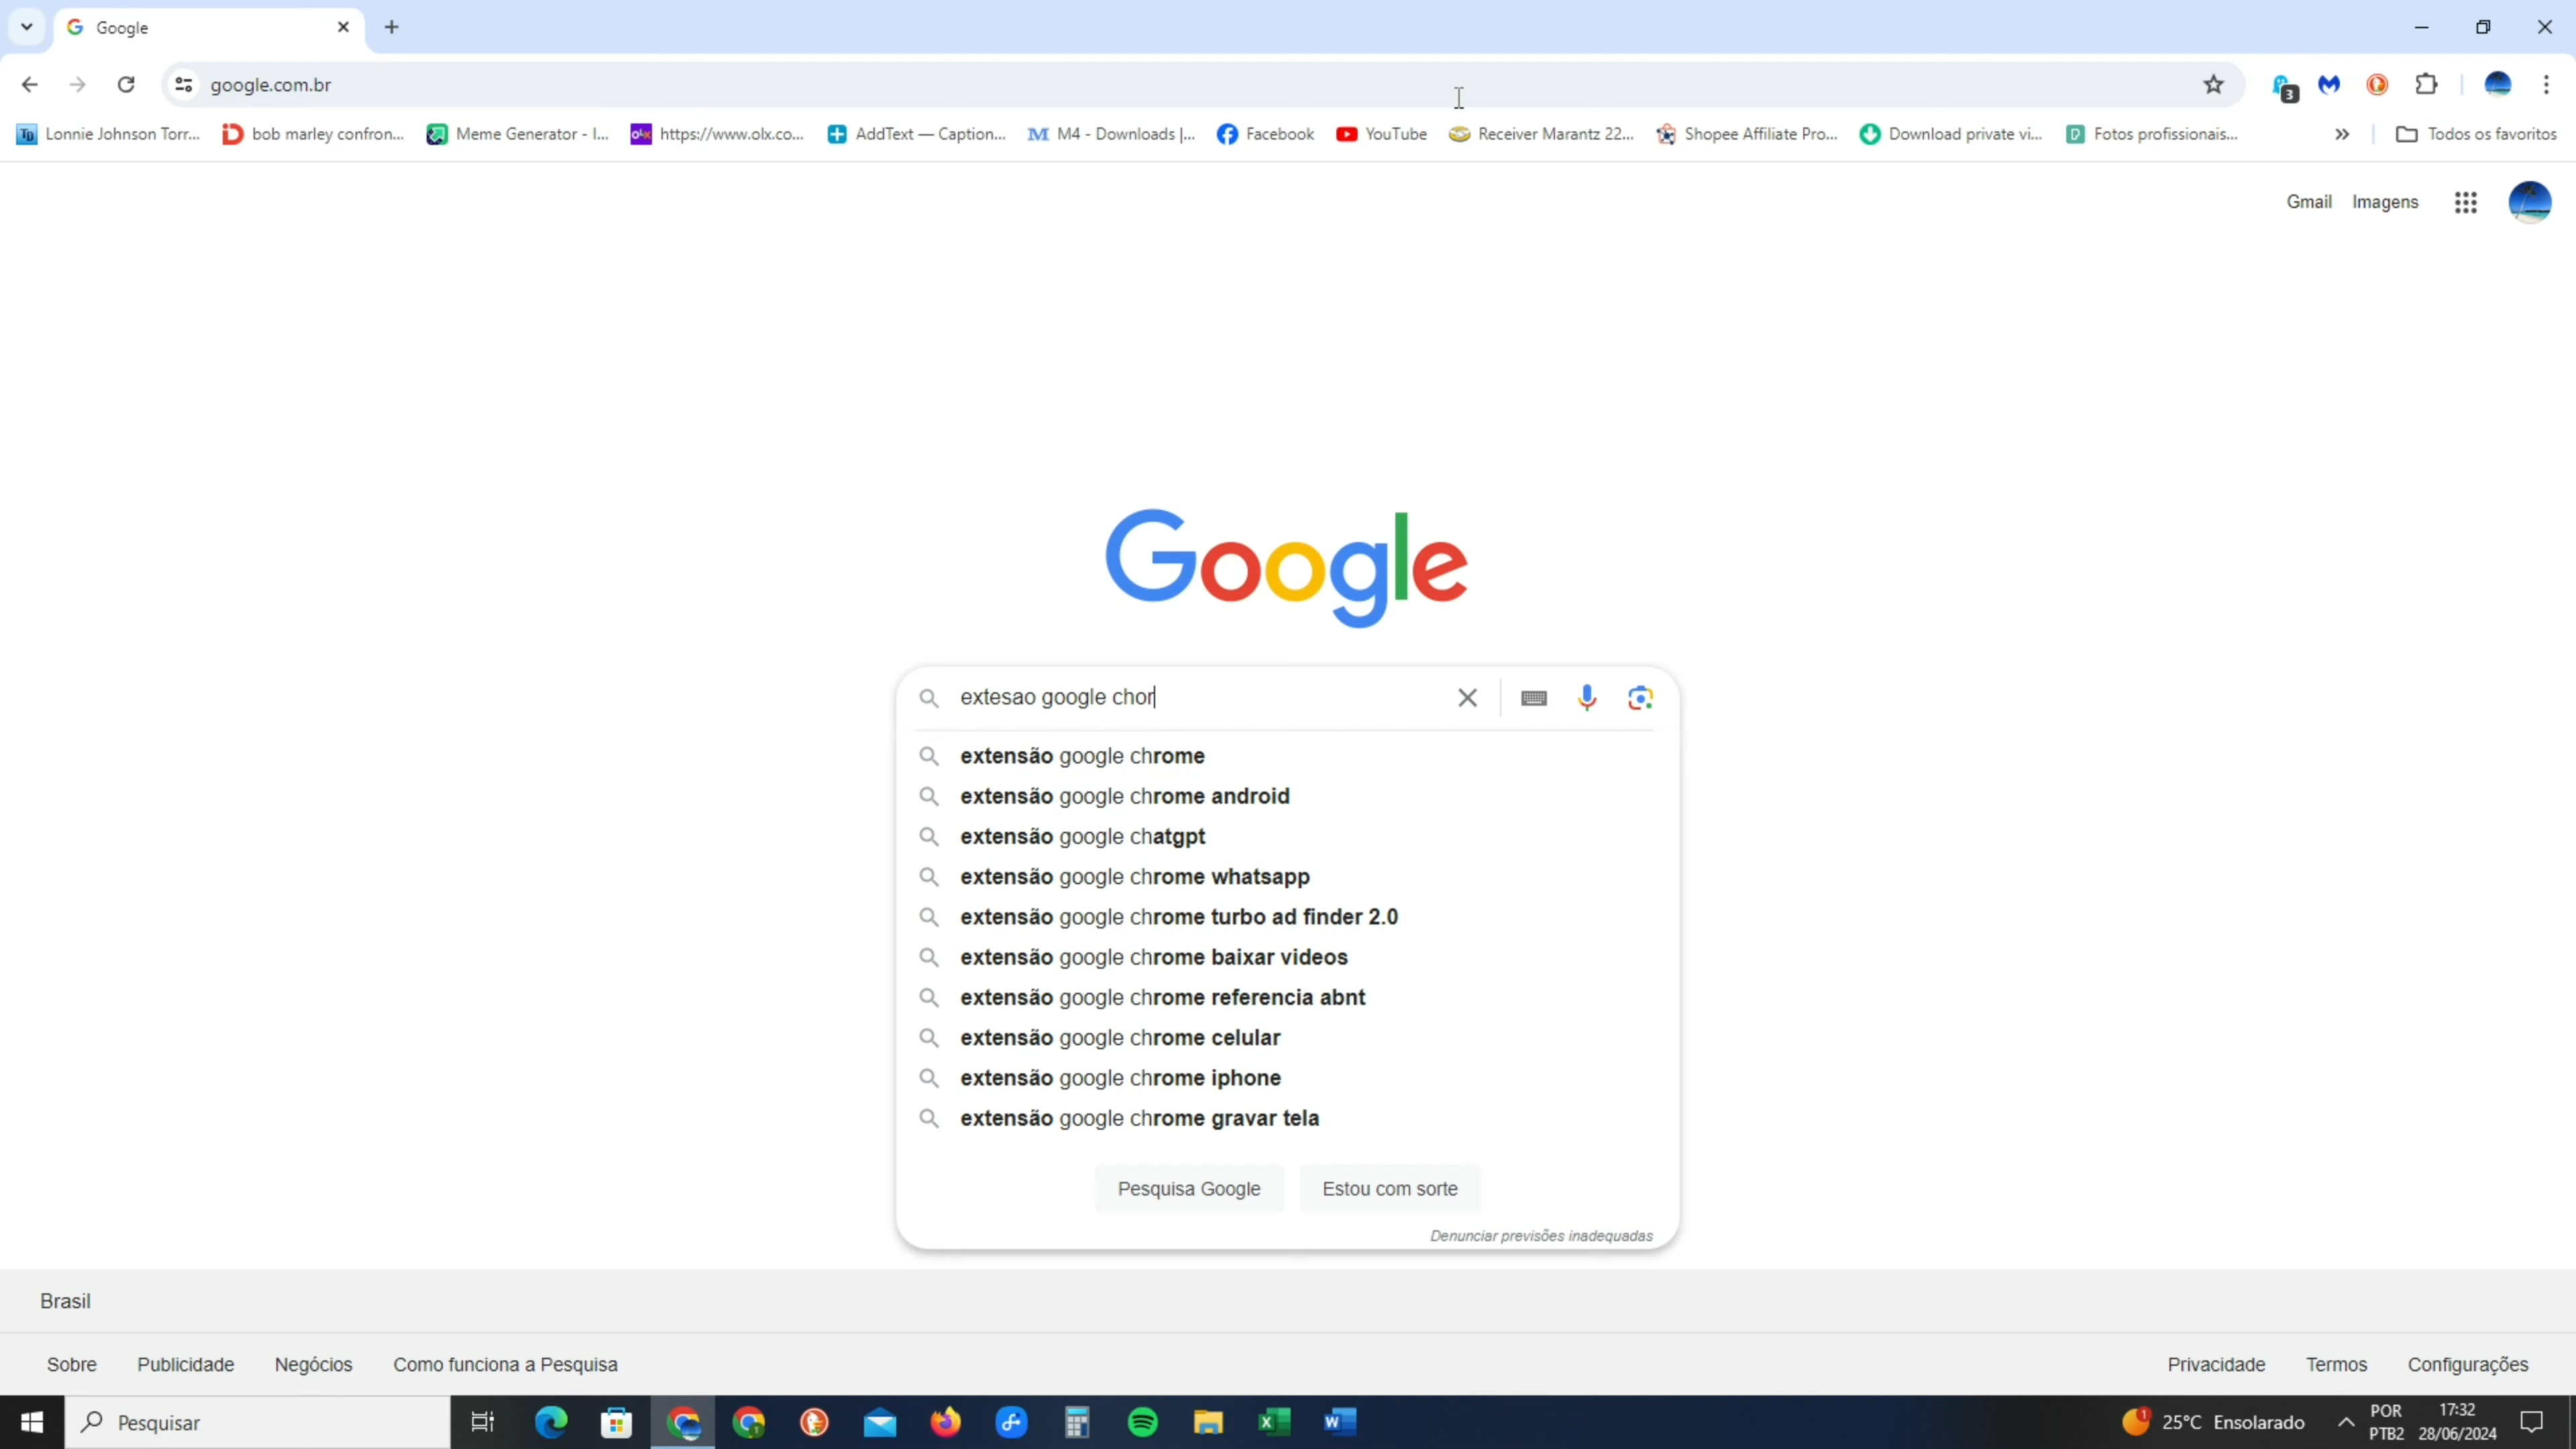 Google
google.com.br
3
Lonnie Johnson Torr... bob marley confron... Meme Generator - I... https://www.olx.co... AddText — Caption... M4 - Downloads |... Facebook YouTube Receiver Marantz 22... Shopee Affiliate Pro... Download private vi... Fotos profissionais... » Todos os favoritos
Gmail Imagens
Google
extesao google chor
extensão google chrome
extensão google chrome android
extensão google chatgpt
extensão google chrome whatsapp
extensão google chrome turbo ad finder 2.0
extensão google chrome baixar videos
extensão google chrome referencia abnt
extensão google chrome celular
extensão google chrome iphone
extensão google chrome gravar tela
Pesquisa Google Estou com sorte
Denunciar previsões inadequadas
Brasil
Sobre Publicidade Negócios Como funciona a Pesquisa Privacidade Termos Configurações
Pesquisar 1 25°C Ensolarado POR 17:32
PTB2 28/06/2024